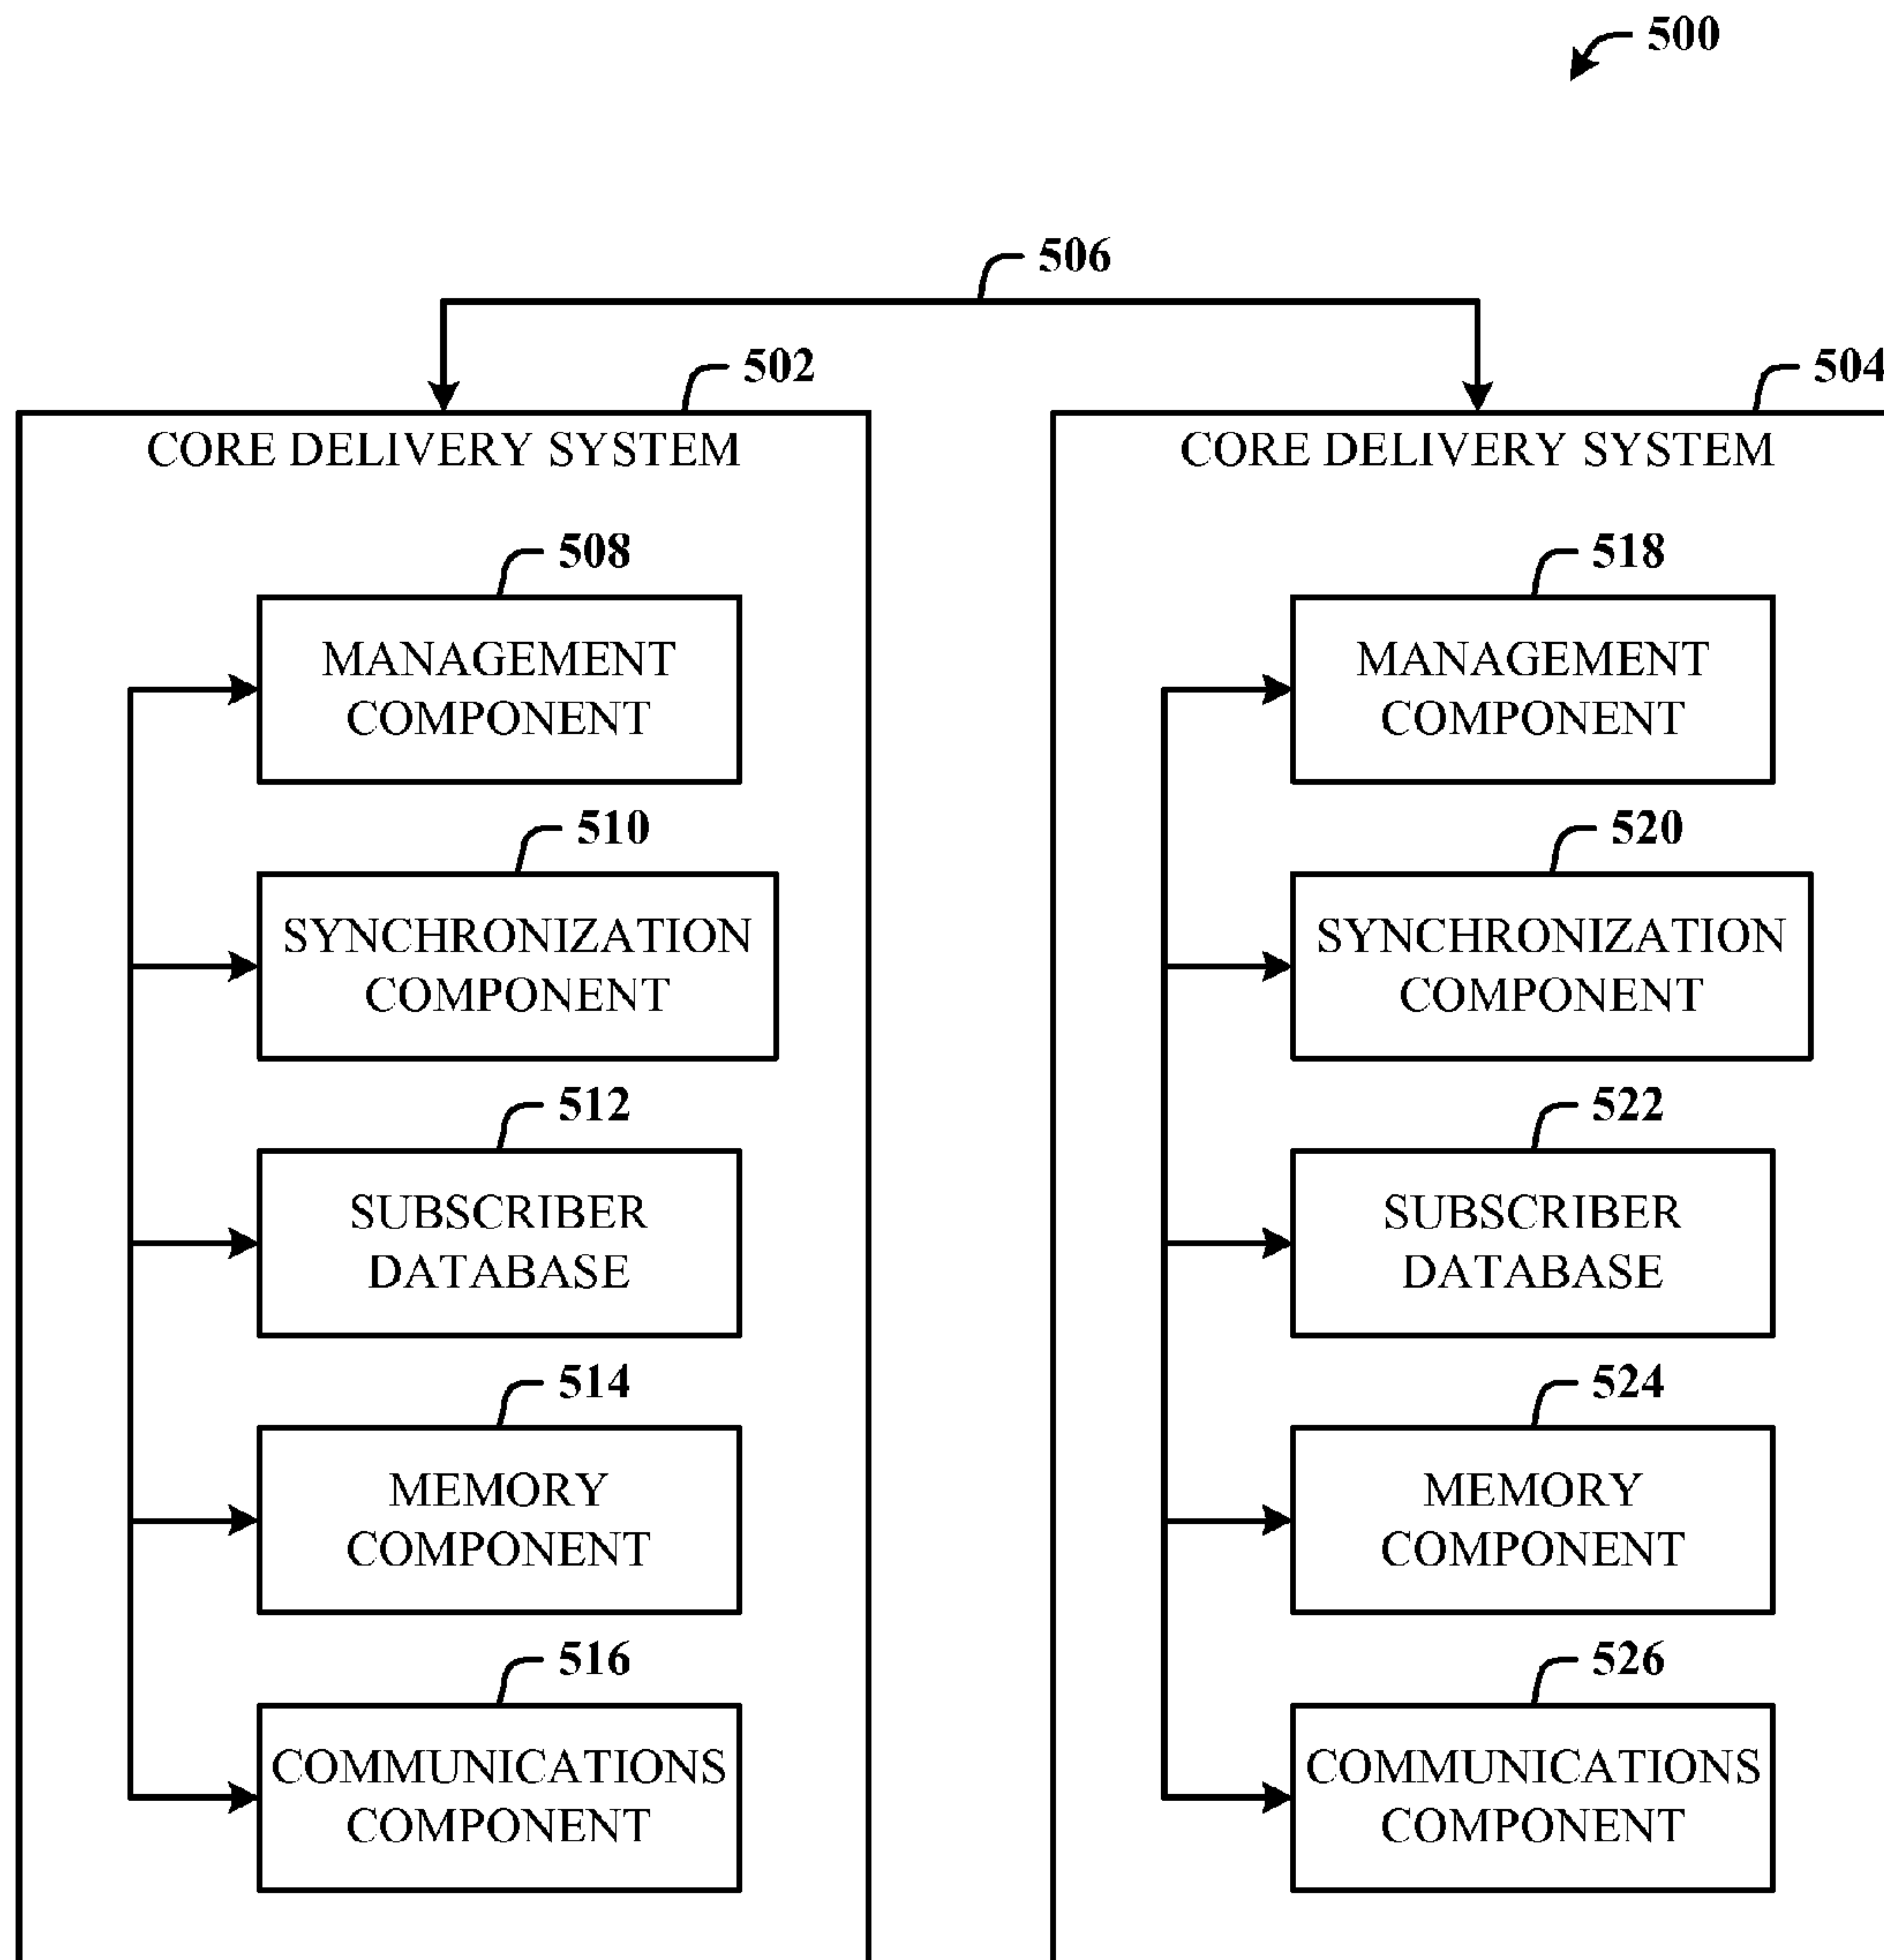 500
506
502
504
CORE DELIVERY SYSTEM
CORE DELIVERY SYSTEM
508
MANAGEMENT
COMPONENT
510
SYNCHRONIZATION
COMPONENT
512
SUBSCRIBER
DATABASE
514
MEMORY
COMPONENT
516
COMMUNICATIONS
COMPONENT
518
MANAGEMENT
COMPONENT
520
SYNCHRONIZATION
COMPONENT
522
SUBSCRIBER
DATABASE
524
MEMORY
COMPONENT
526
COMMUNICATIONS
COMPONENT